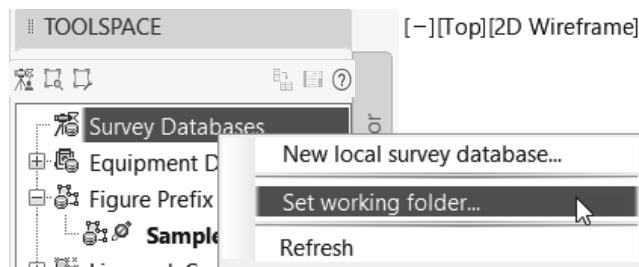 TOOLSPACE
[−][Top][2D Wireframe]
Survey Databases
Equipment D
New local survey database...
Figure Prefix
Set working folder...
Sample
Refresh